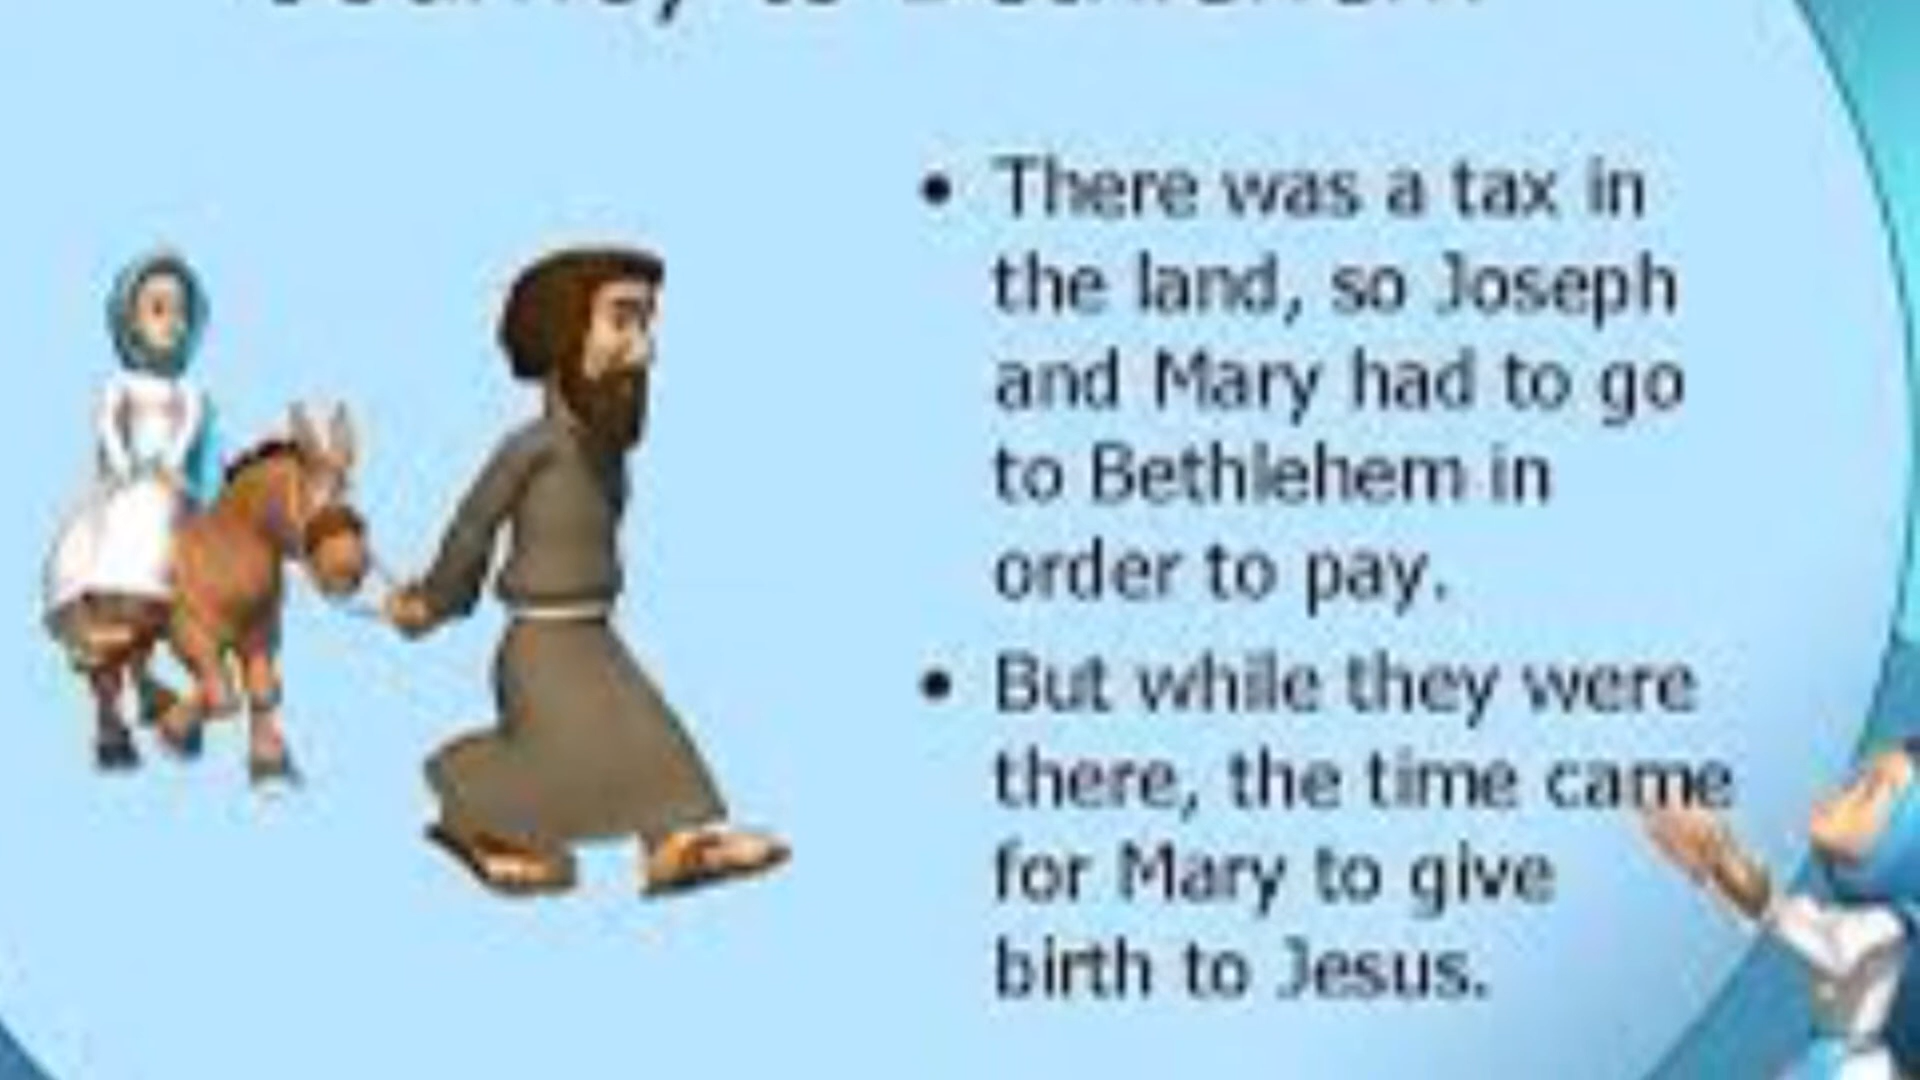 • There was a tax in
the land, so Joseph
and Mary had to go
to Bethlehem in
order to pay.
• But while they were
there, the time came
for Mary to give
birth to Jesus.